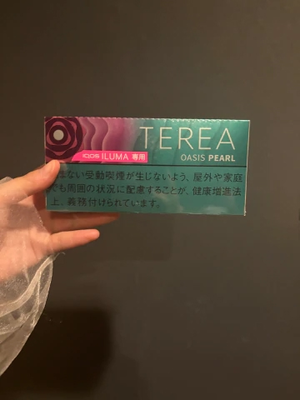 TEREA
OASIS PEARL
IQOS ILUMA 専用
ない受動喫煙が生じないよう、屋外や家庭
でも周囲の状況に配慮することが、健康増進法
上、義務付けられています。